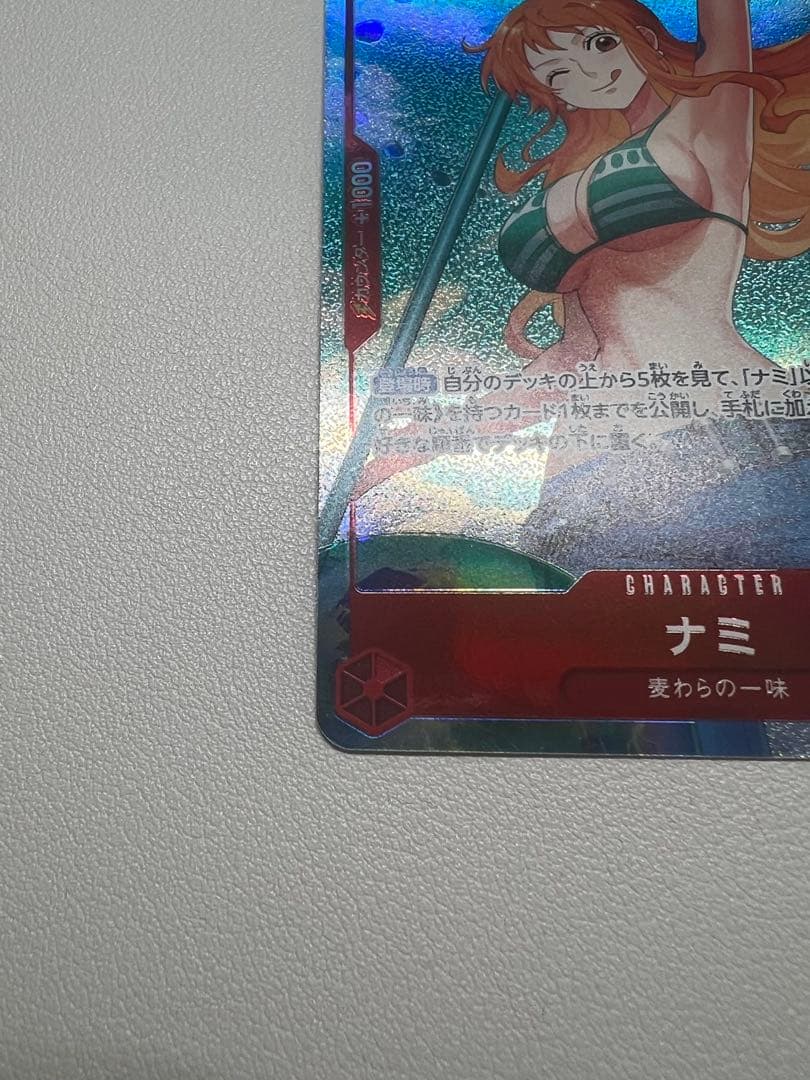 カウンター +1000
登場時 自分のデッキの上から5枚を見て、「ナミ」以
の一味》を持つカード1枚までを公開し、手札に加え
好きな順番でデッキの下に置く。
CHARACTER
ナミ
麦わらの一味